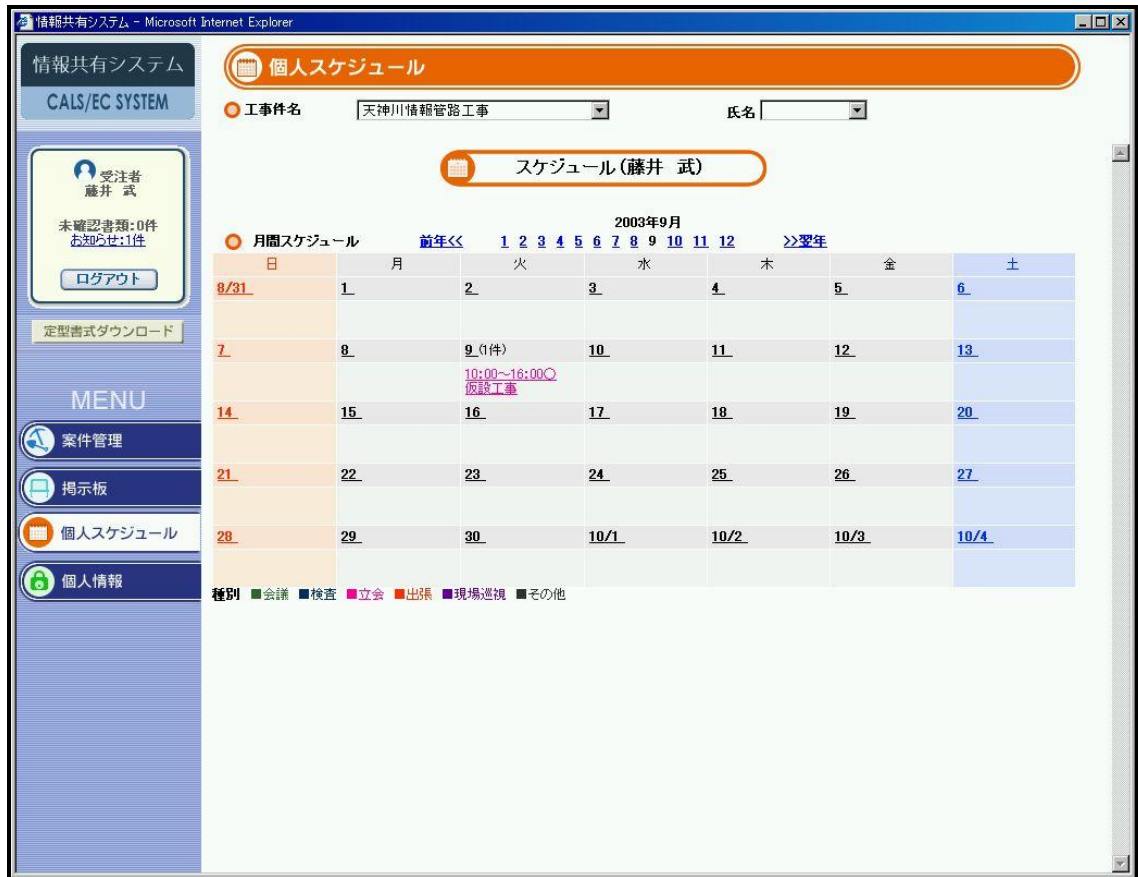 情報共有システム - Microsoft Internet Explorer
情報共有システム
CALS/EC SYSTEM
受注者
藤井 武
未確認書類:0件
お知らせ:1件
ログアウト
定型書式ダウンロード
MENU
案件管理
掲示板
個人スケジュール
個人情報
個人スケジュール
工事件名 天神川情報管路工事 氏名
スケジュール(藤井 武)
2003年9月
月間スケジュール 前年<< 1 2 3 4 5 6 7 8 9 10 11 12 >>翌年
日 月 火 水 木 金 土
8/31 1 2 3 4 5 6
7 8 9 (1件) 10 11 12 13
10:00~16:00○
仮設工事
14 15 16 17 18 19 20
21 22 23 24 25 26 27
28 29 30 10/1 10/2 10/3 10/4
種別 ■会議 ■検査 ■立会 ■出張 ■現場巡視 ■その他